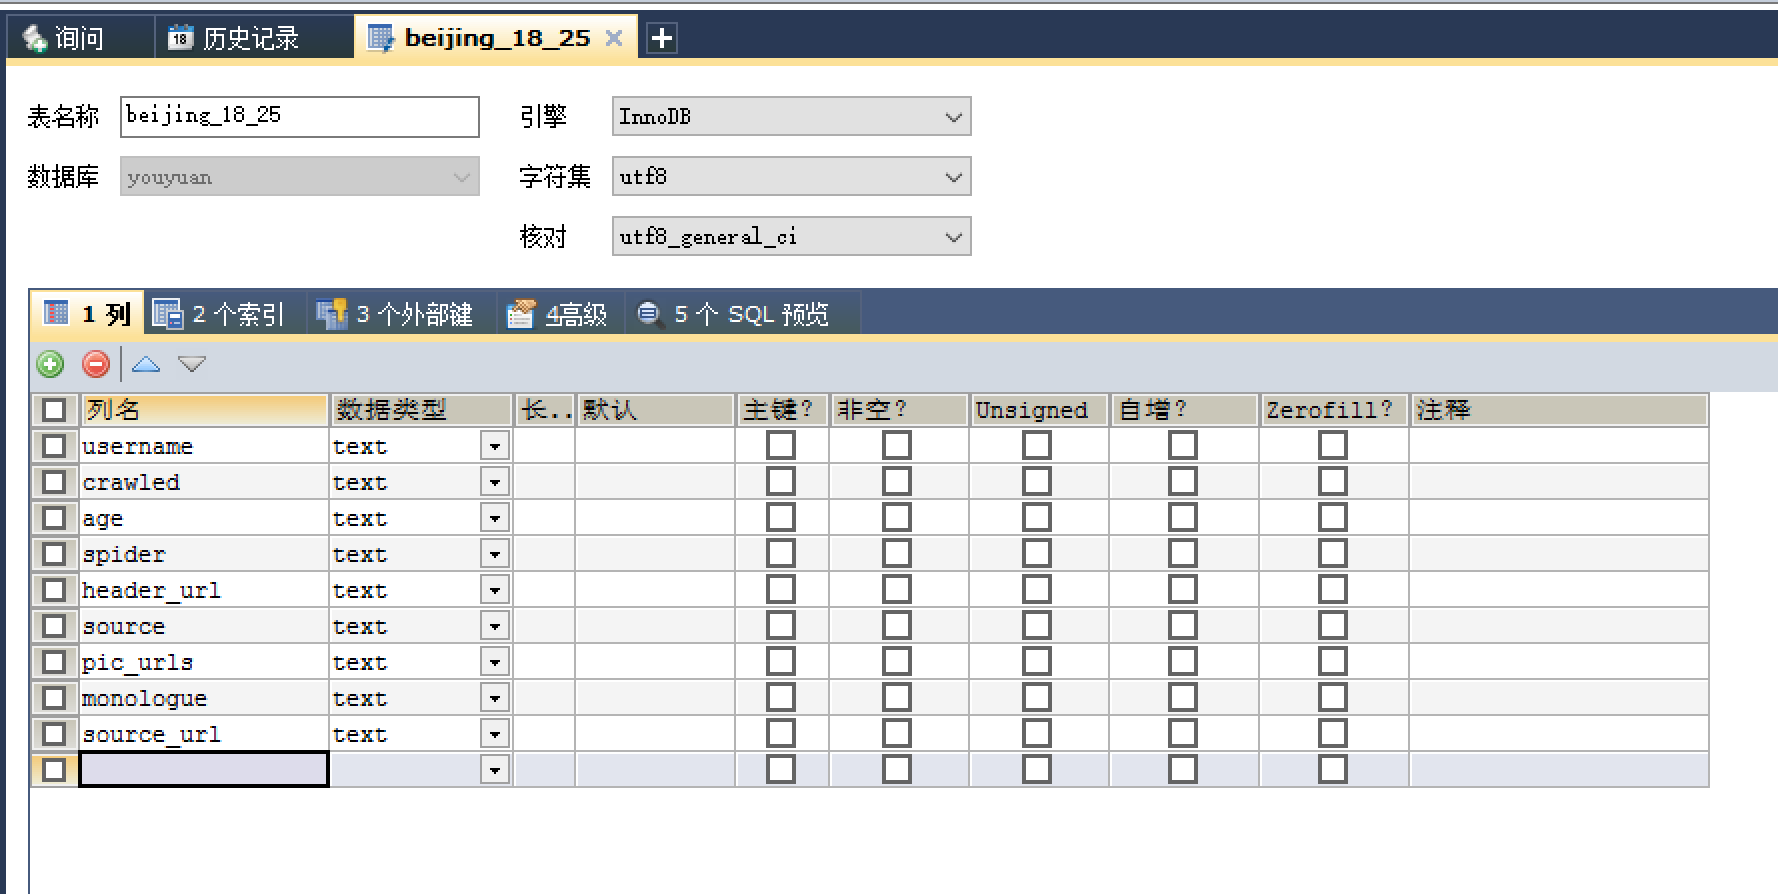 询问 历史记录 beijing_18_25
表名称 beijing_18_25 引擎 InnoDB
数据库 youyuan 字符集 utf8
核对 utf8_general_ci
1 列 2 个索引 3 个外部键 4高级 5 个 SQL 预览
列名 数据类型 长.. 默认 主键? 非空? Unsigned 自增? Zerofill? 注释
username text
crawled text
age text
spider text
header_url text
source text
pic_urls text
monologue text
source_url text